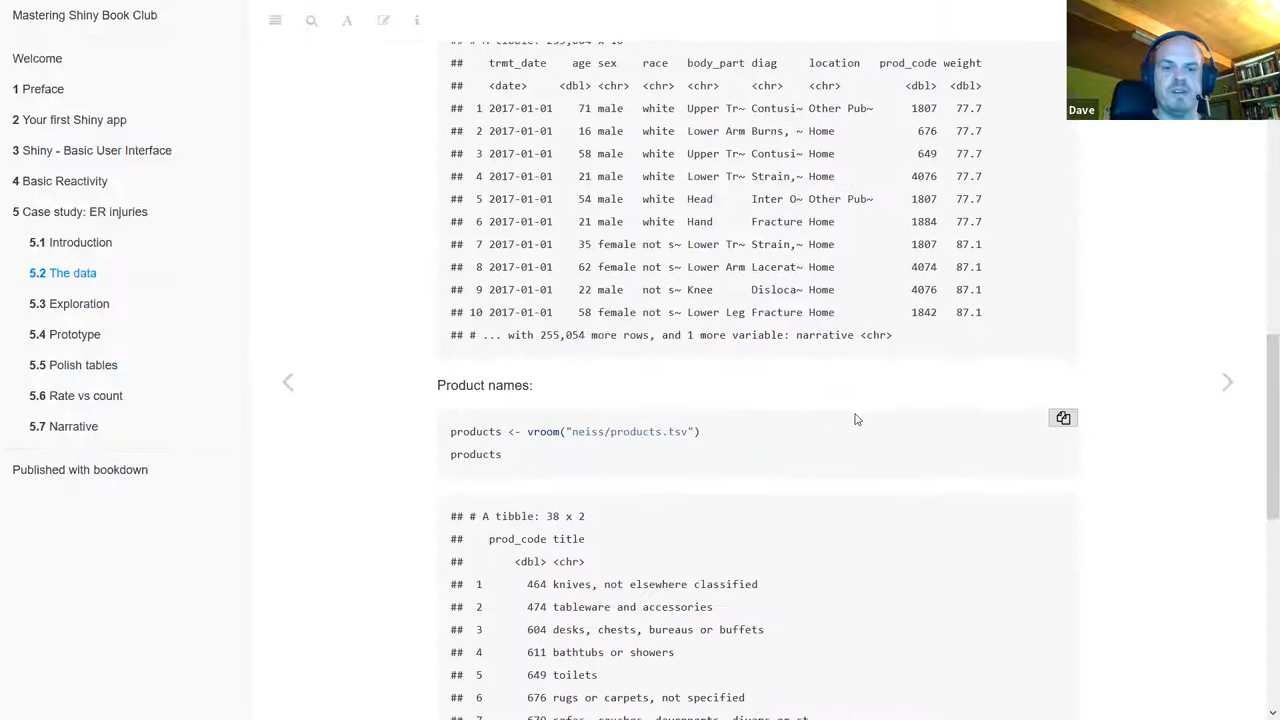 Mastering Shiny Book Club
Welcome
1 Preface
2 Your first Shiny app
3 Shiny - Basic User Interface
4 Basic Reactivity
5 Case study: ER injuries
5.1 Introduction
5.2 The data
5.3 Exploration
5.4 Prototype
5.5 Polish tables
5.6 Rate vs count
5.7 Narrative
Published with bookdown
## trmt_date age sex race body_part diag location prod_code weight
## <date> <dbl> <chr> <chr> <chr> <chr> <chr> <dbl> <dbl>
## 1 2017-01-01 71 male white Upper Tr~ Contusi~ Other Pub~ 1807 77.7
## 2 2017-01-01 16 male white Lower Arm Burns, ~ Home 676 77.7
## 3 2017-01-01 58 male white Upper Tr~ Contusi~ Home 649 77.7
## 4 2017-01-01 21 male white Lower Tr~ Strain,~ Home 4076 77.7
## 5 2017-01-01 54 male white Head Inter O~ Other Pub~ 1807 77.7
## 6 2017-01-01 21 male white Hand Fracture Home 1884 77.7
## 7 2017-01-01 35 female not s~ Lower Tr~ Strain,~ Home 1807 87.1
## 8 2017-01-01 62 female not s~ Lower Arm Lacerat~ Home 4074 87.1
## 9 2017-01-01 22 male not s~ Knee Disloca~ Home 4076 87.1
## 10 2017-01-01 58 female not s~ Lower Leg Fracture Home 1842 87.1
## # ... with 255,054 more rows, and 1 more variable: narrative <chr>
Product names:
products <- vroom("neiss/products.tsv")
products
## # A tibble: 38 x 2
## prod_code title
## <dbl> <chr>
## 1 464 knives, not elsewhere classified
## 2 474 tableware and accessories
## 3 604 desks, chests, bureaus or buffets
## 4 611 bathtubs or showers
## 5 649 toilets
## 6 676 rugs or carpets, not specified
Dave